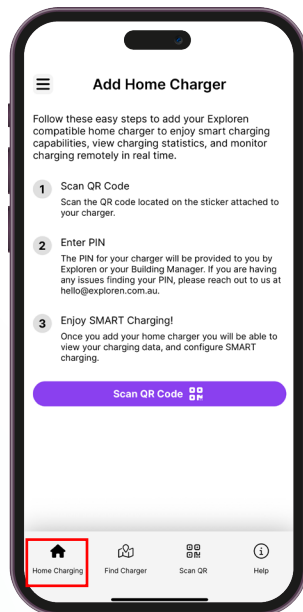 Add Home Charger
Follow these easy steps to add your Exploren
compatible home charger to enjoy smart charging
capabilities, view charging statistics, and monitor
charging remotely in real time.
1 Scan QR Code
Scan the QR code located on the sticker attached to
your charger.
2 Enter PIN
The PIN for your charger will be provided to you by
Exploren or your Building Manager. If you are having
any issues finding your PIN, please reach out to us at
hello@exploren.com.au.
3 Enjoy SMART Charging!
Once you add your home charger you will be able to
view your charging data, and configure SMART
charging.
Scan QR Code
Home Charging Find Charger Scan QR Help